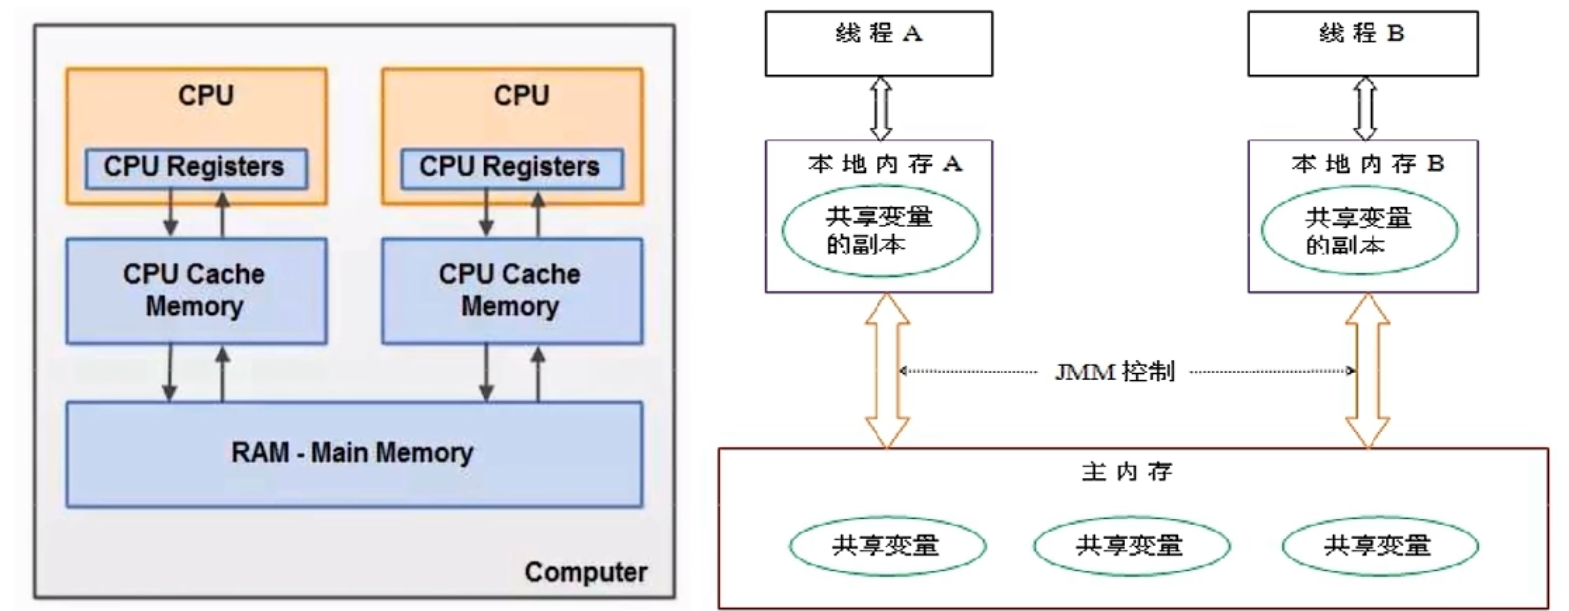 CPU
CPU Registers
CPU
CPU Registers
CPU Cache
Memory
CPU Cache
Memory
RAM - Main Memory
Computer
线程 A
线程 B
本地内存 A
共享变量
的副本
本地内存 B
共享变量
的副本
JMM 控制
主内存
共享变量
共享变量
共享变量